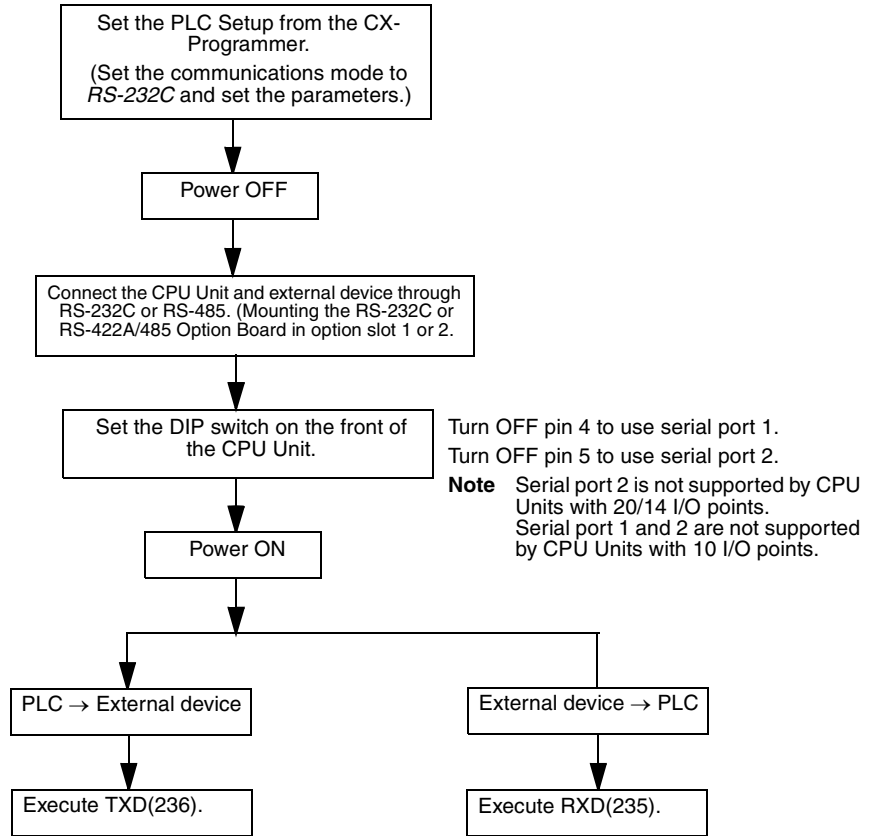 Set the PLC Setup from the CX-
Programmer.
(Set the communications mode to
RS-232C and set the parameters.)
Power OFF
Connect the CPU Unit and external device through
RS-232C or RS-485. (Mounting the RS-232C or
RS-422A/485 Option Board in option slot 1 or 2.
Set the DIP switch on the front of
the CPU Unit.
Turn OFF pin 4 to use serial port 1.
Turn OFF pin 5 to use serial port 2.
Note Serial port 2 is not supported by CPU
Units with 20/14 I/O points.
Serial port 1 and 2 are not supported
by CPU Units with 10 I/O points.
Power ON
PLC → External device
External device → PLC
Execute TXD(236).
Execute RXD(235).